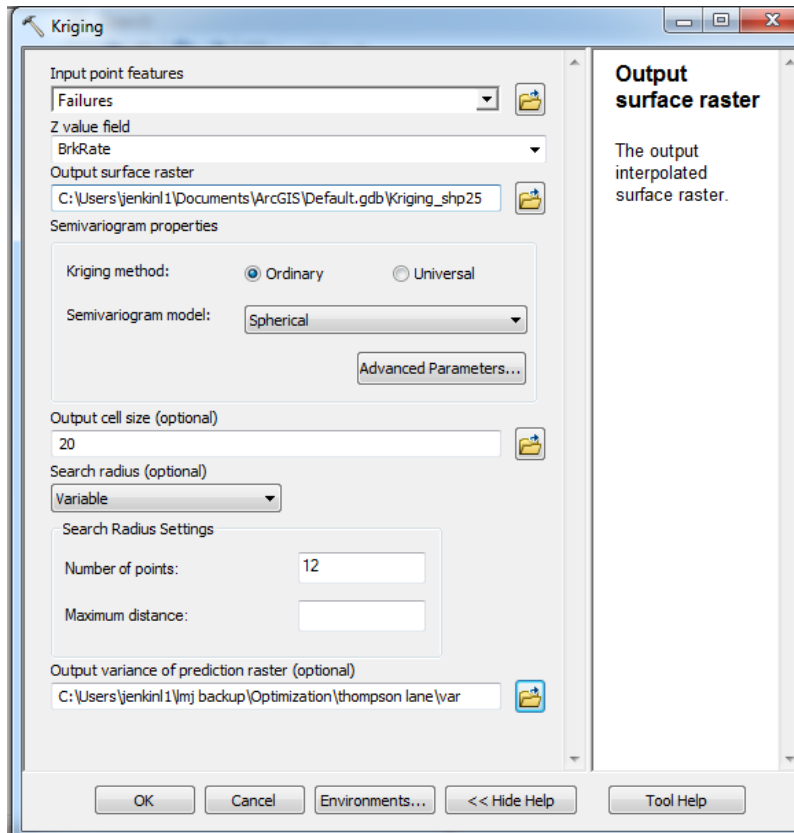 Kriging
Input point features
Failures
Z value field
BrkRate
Output surface raster
C:\Users\jenkinl1\Documents\ArcGIS\Default.gdb\Kriging_shp25
Semivariogram properties
Kriging method:
Ordinary
Universal
Semivariogram model:
Spherical
Advanced Parameters...
Output cell size (optional)
20
Search radius (optional)
Variable
Search Radius Settings
Number of points:
12
Maximum distance:
Output variance of prediction raster (optional)
C:\Users\jenkinl1\lmj backup\Optimization\thompson lane\var
OK
Cancel
Environments...
<< Hide Help
Tool Help
Output
surface raster
The output
interpolated
surface raster.